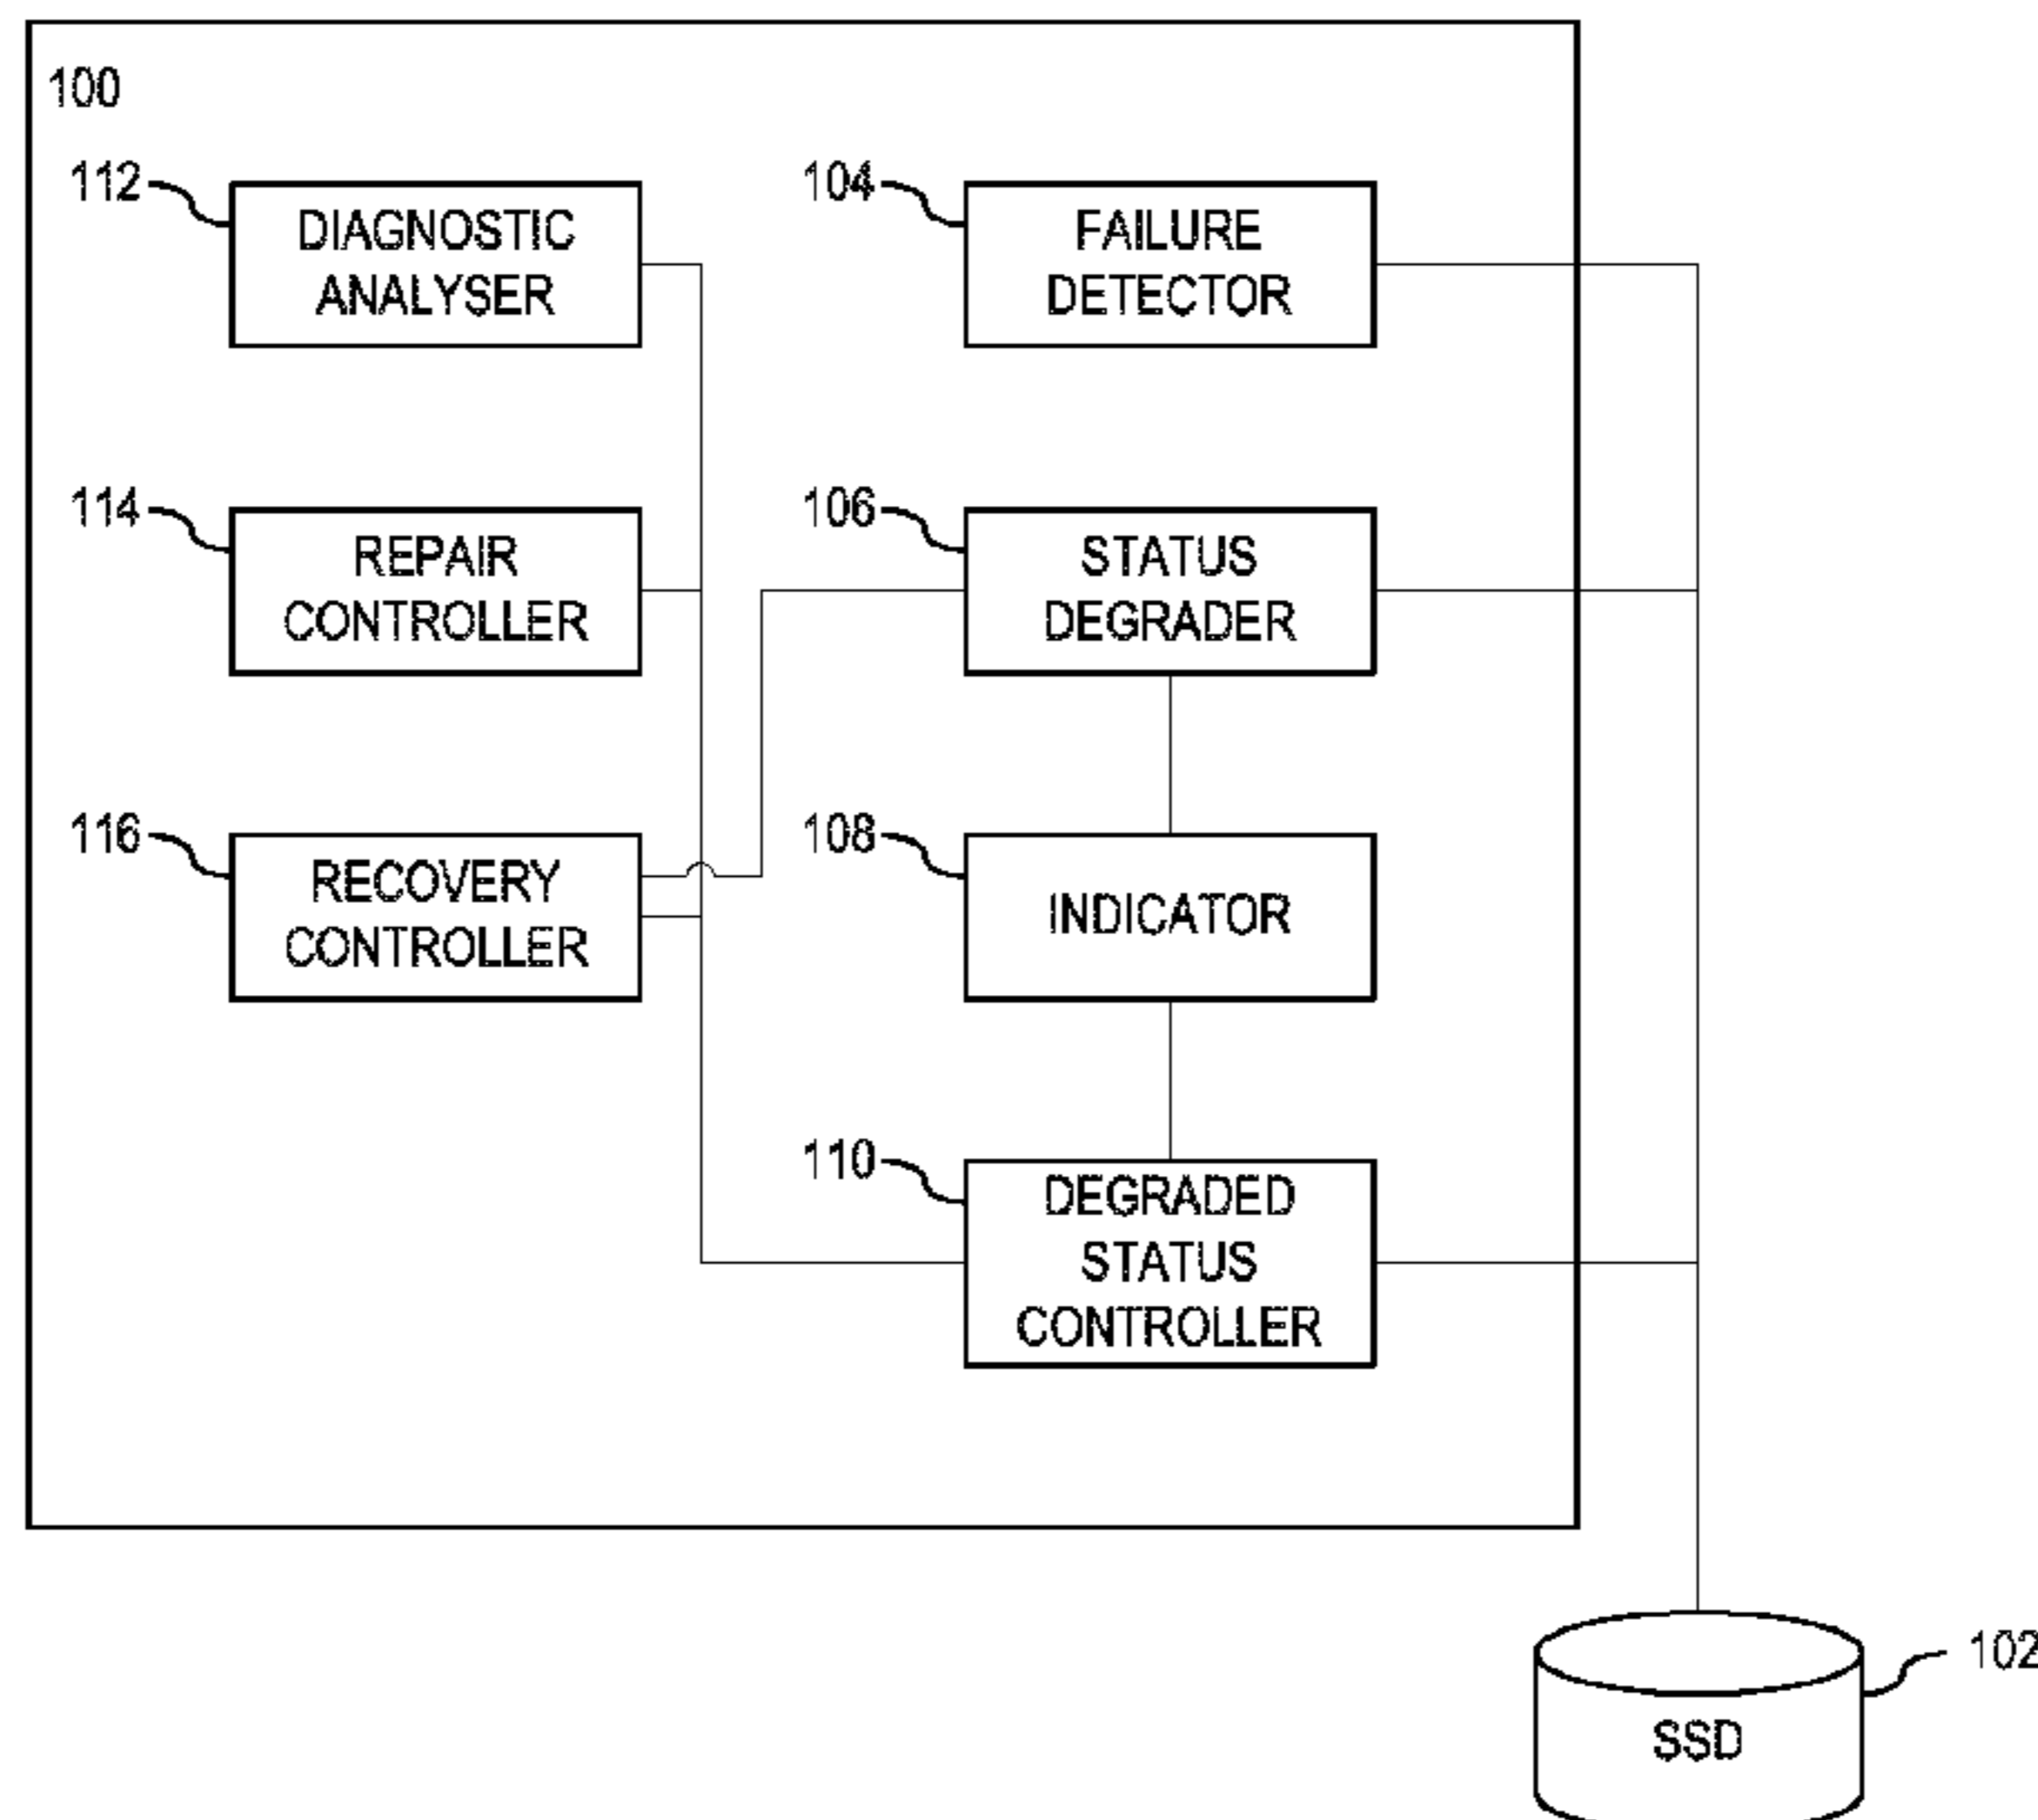 100
112
DIAGNOSTIC
ANALYSER
104
FAILURE
DETECTOR
114
REPAIR
CONTROLLER
106
STATUS
DEGRADER
116
RECOVERY
CONTROLLER
108
INDICATOR
110
DEGRADED
STATUS
CONTROLLER
102
SSD